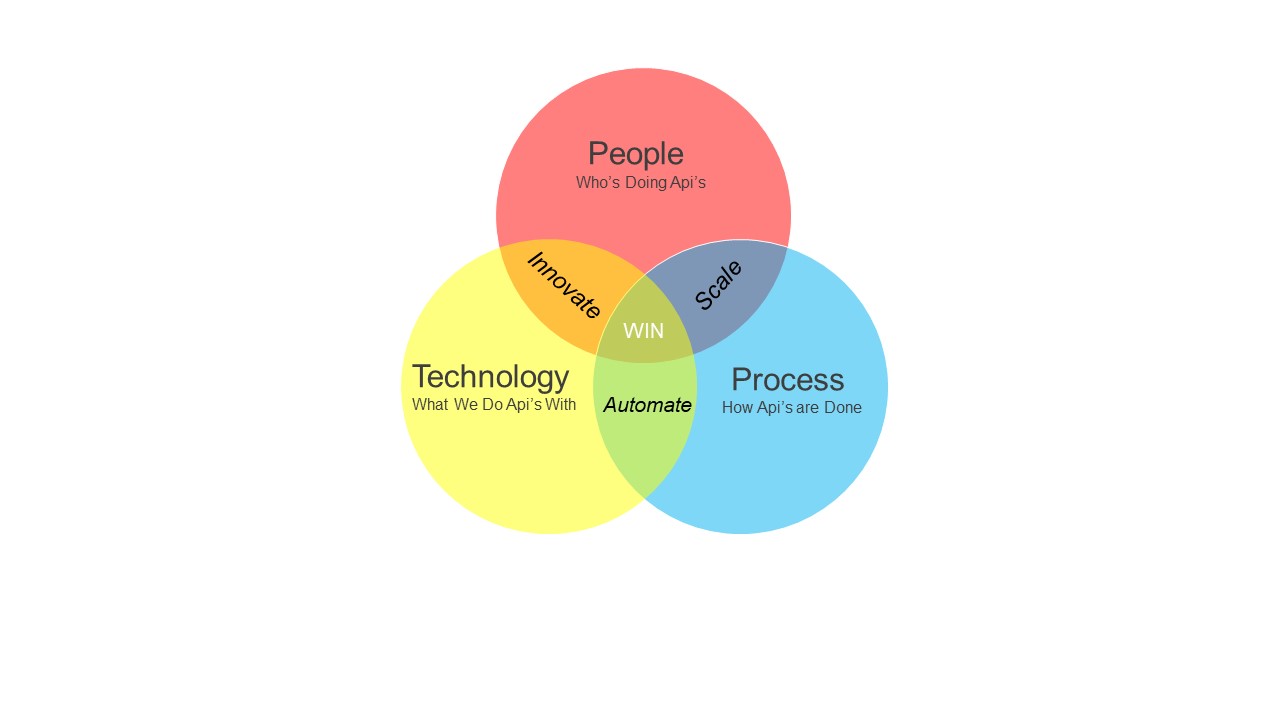 People
Who’s Doing Api’s
Innovate
Scale
WIN
Technology
What We Do Api’s With
Automate
Process
How Api’s are Done